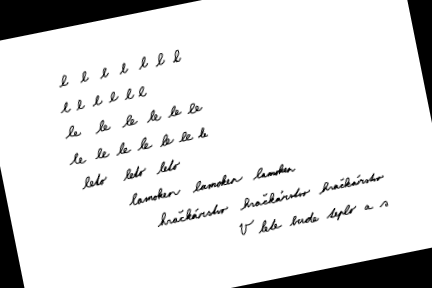 l l l l l l l
l l l l l l
le le le le le le
le le le le le le le
leto leto leto
lamoken lamoken lamoken
hračkárstvo hračkárstvo hračkárstvo
V lete bude teplo a s